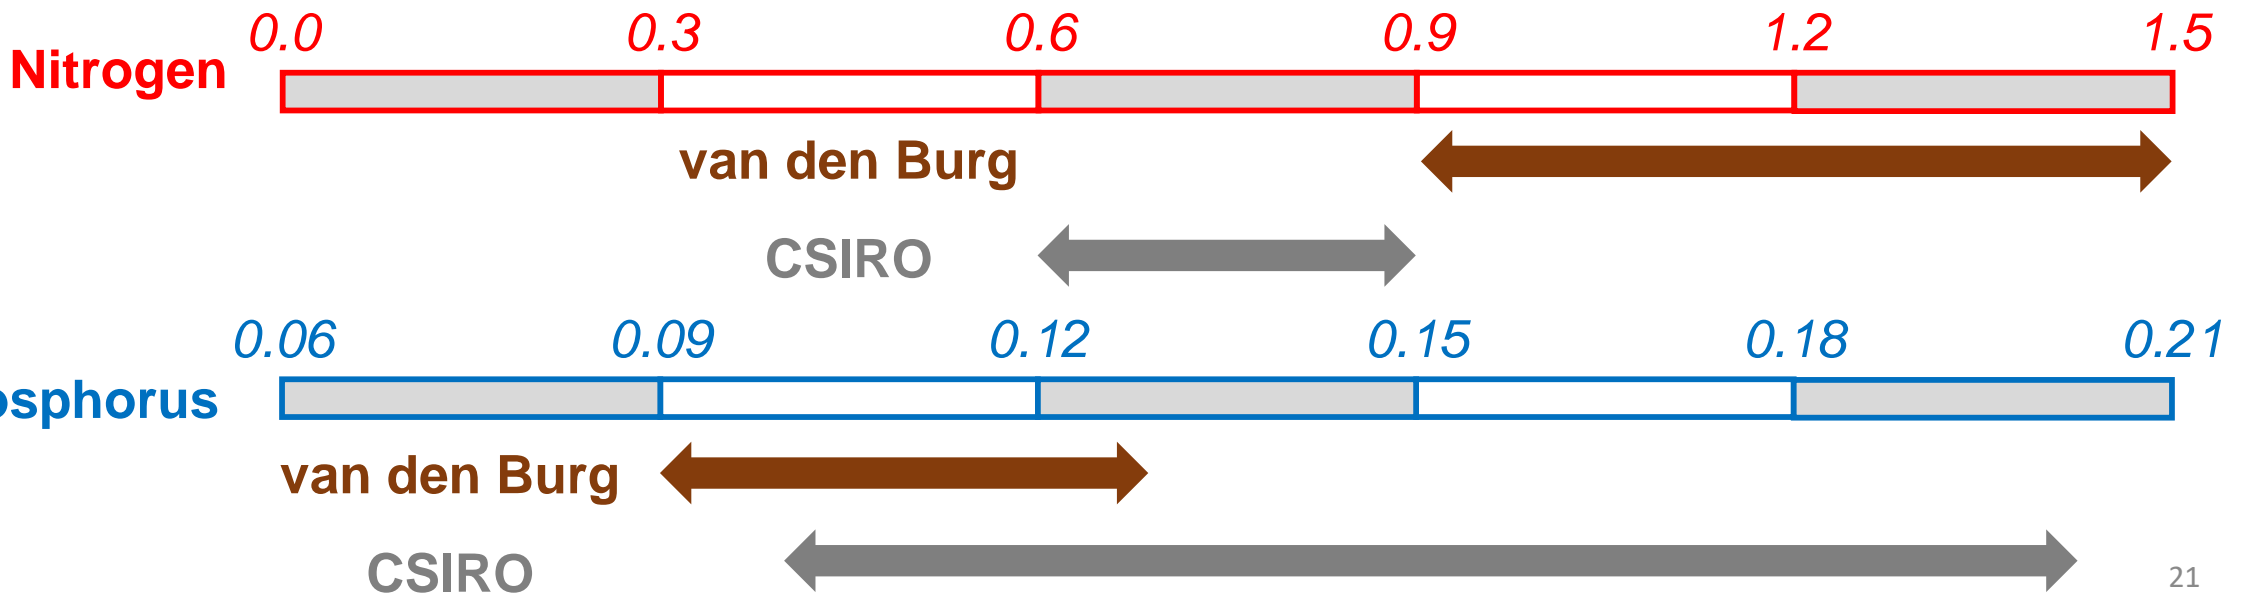 0.0 0.3 0.6 0.9 1.2 1.5
Nitrogen
van den Burg
CSIRO
0.06 0.09 0.12 0.15 0.18 0.21
osphorus
van den Burg
CSIRO
21